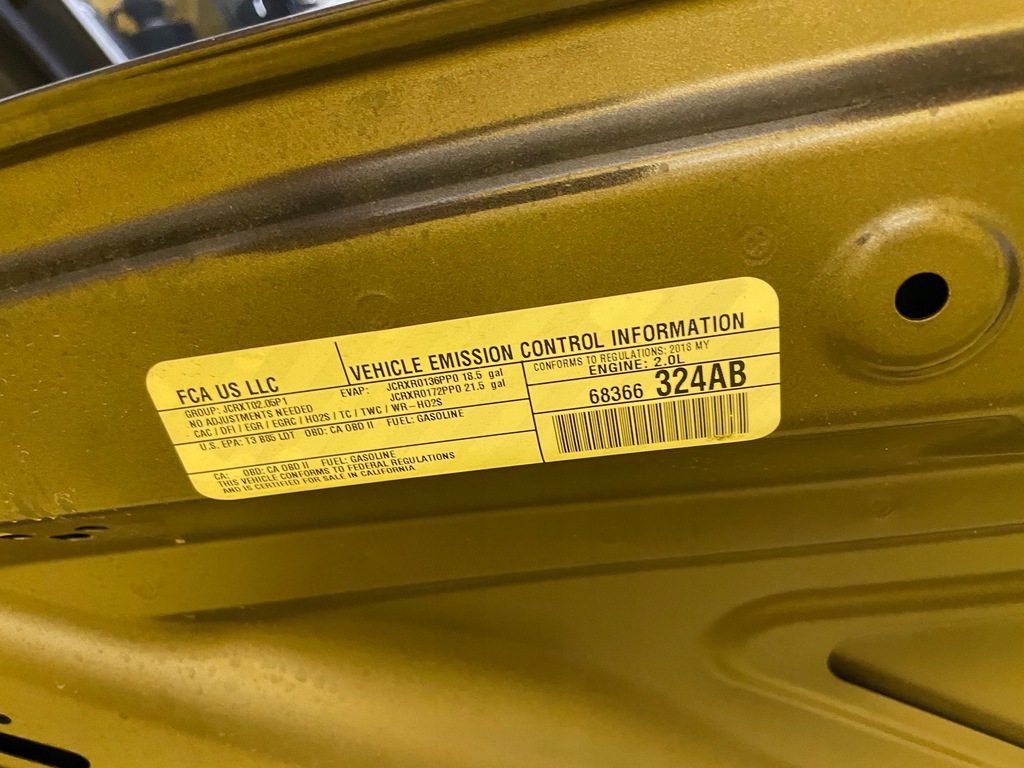 FCA US LLC
VEHICLE EMISSION CONTROL INFORMATION
GROUP: JCRXT02.05P1
EVAP: JCRXR0136PP0 18.5 gal
JCRXR0172PP0 21.5 gal
NO ADJUSTMENTS NEEDED
CAC / DFI / EGR / EGRC / HO2S / TC / TWC / WR-HO2S
U.S. EPA: T3 B85 LDT OBD: CA OBD II FUEL: GASOLINE
CA: OBD: CA OBD II FUEL: GASOLINE
THIS VEHICLE CONFORMS TO FEDERAL REGULATIONS
AND IS CERTIFIED FOR SALE IN CALIFORNIA
CONFORMS TO REGULATIONS: 2018 MY
ENGINE: 2.0L
68366 324AB